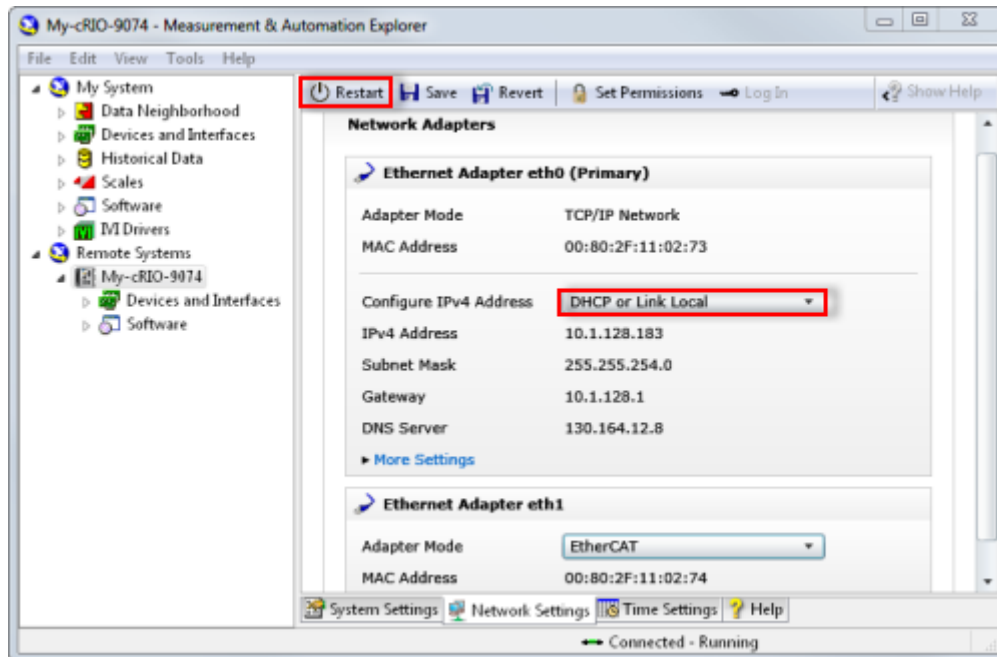 My-cRIO-9074 - Measurement & Automation Explorer
File Edit View Tools Help
My System
Data Neighborhood
Devices and Interfaces
Historical Data
Scales
Software
IVI Drivers
Remote Systems
My-cRIO-9074
Devices and Interfaces
Software
Restart Save Revert Set Permissions Log In Show Help
Network Adapters
Ethernet Adapter eth0 (Primary)
Adapter Mode TCP/IP Network
MAC Address 00:80:2F:11:02:73
Configure IPv4 Address DHCP or Link Local
IPv4 Address 10.1.128.183
Subnet Mask 255.255.254.0
Gateway 10.1.128.1
DNS Server 130.164.12.8
More Settings
Ethernet Adapter eth1
Adapter Mode EtherCAT
MAC Address 00:80:2F:11:02:74
System Settings Network Settings Time Settings Help
Connected - Running